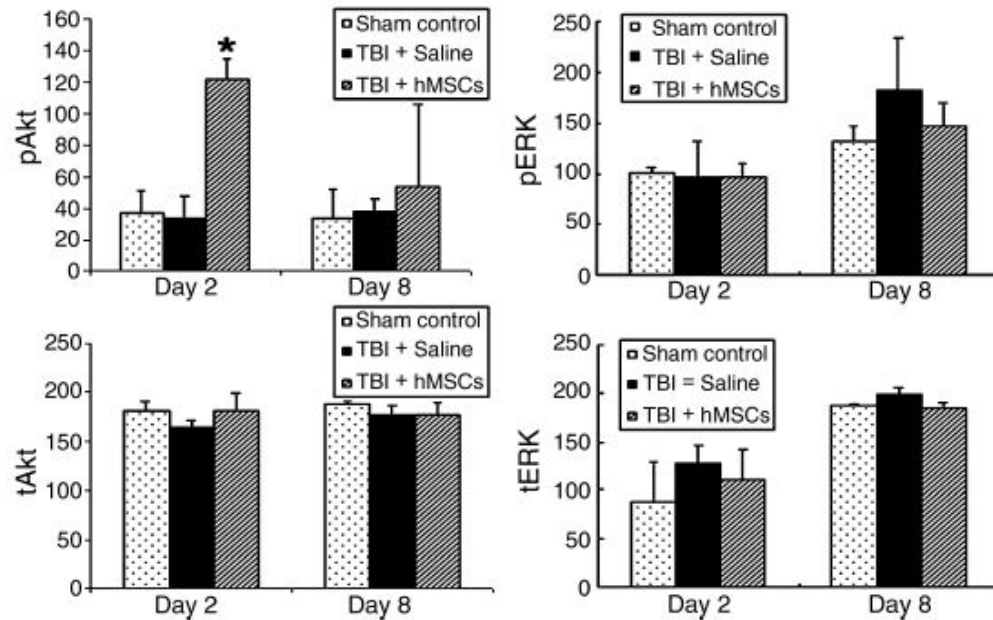 160
140
120
100
80
60
40
20
0
pAkt
*
Sham control
TBI + Saline
TBI + hMSCs
Day 2
Day 8
250
200
150
100
50
0
pERK
Sham control
TBI + Saline
TBI + hMSCs
Day 2
Day 8
250
200
150
100
50
0
tAkt
Sham control
TBI + Saline
TBI + hMSCs
Day 2
Day 8
250
200
150
100
50
0
tERK
Sham control
TBI = Saline
TBI + hMSCs
Day 2
Day 8